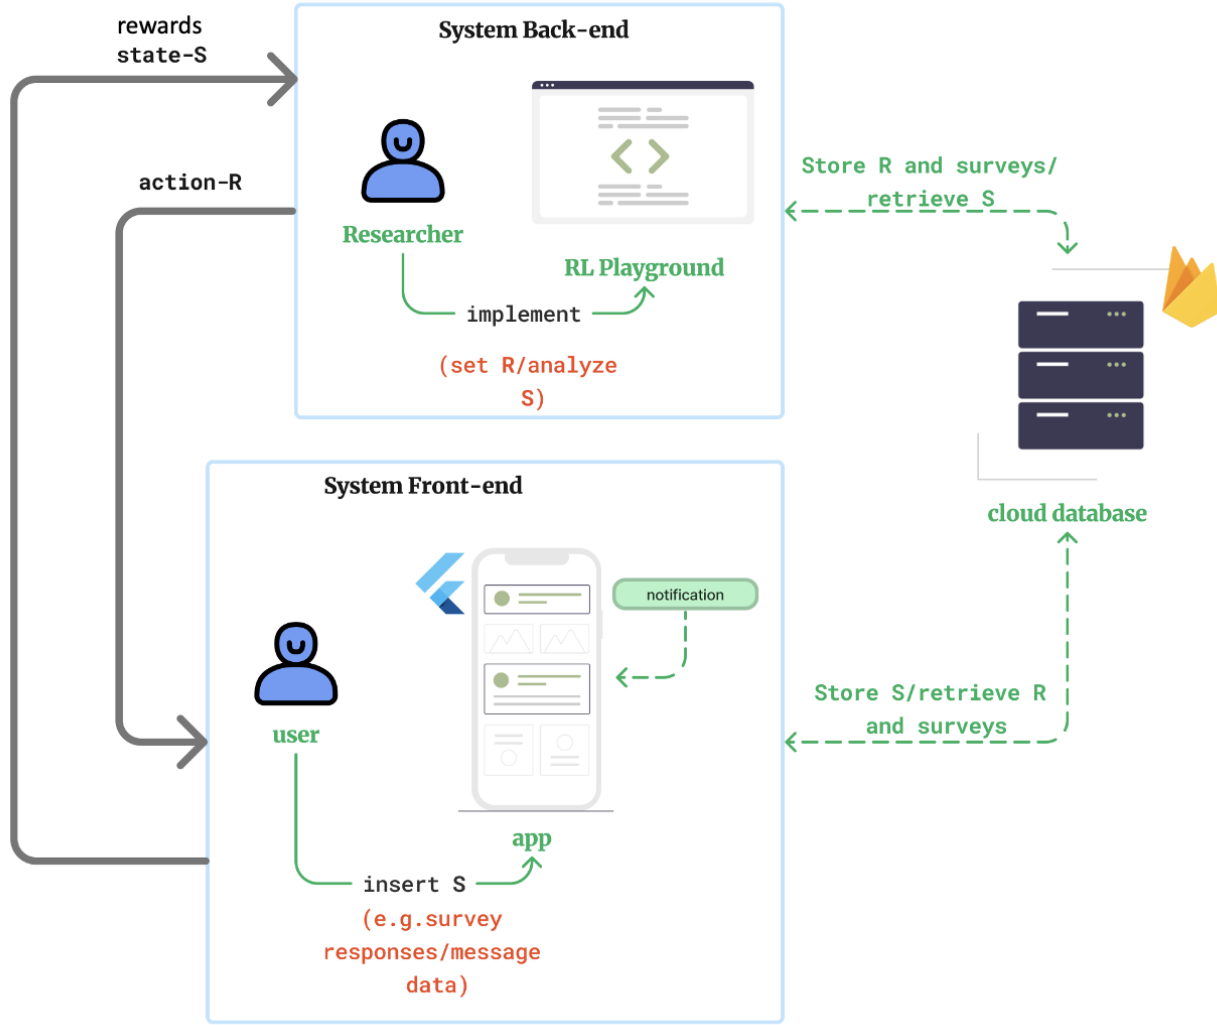 rewards
state-S
System Back-end
action-R
Researcher
RL Playground
implement
(set R/analyze
S)
Store R and surveys/
retrieve S
cloud database
System Front-end
notification
user
app
insert S
(e.g.survey
responses/message
data)
Store S/retrieve R
and surveys